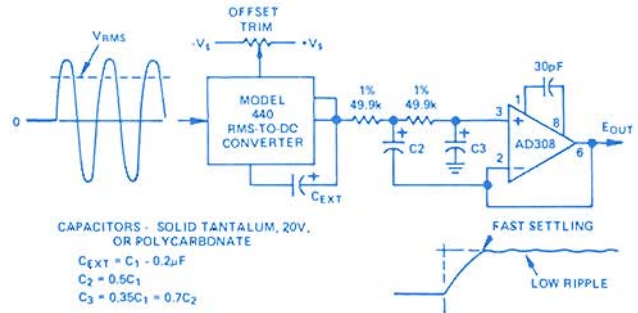 OFFSET
TRIM
-Vs
+Vs
VRMS
0
MODEL
440
RMS-TO-DC
CONVERTER
+
CEXT
1%
49.9k
1%
49.9k
+
C2
+
C3
30pF
1
8
3
+
AD308
2
−
6
EOUT
CAPACITORS - SOLID TANTALUM, 20V,
OR POLYCARBONATE
CEXT = C1 - 0.2μF
C2 = 0.5C1
C3 = 0.35C1 = 0.7C2
FAST SETTLING
LOW RIPPLE